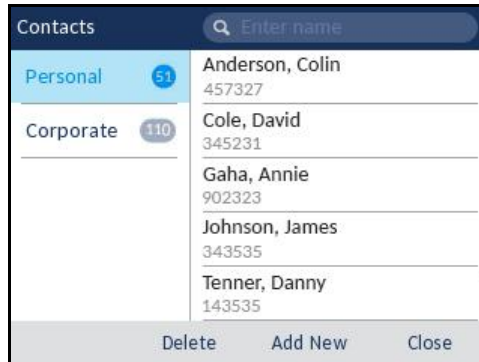 Contacts
Enter name
Personal 51
Corporate 110
Anderson, Colin
457327
Cole, David
345231
Gaha, Annie
902323
Johnson, James
343535
Tenner, Danny
143535
Delete Add New Close